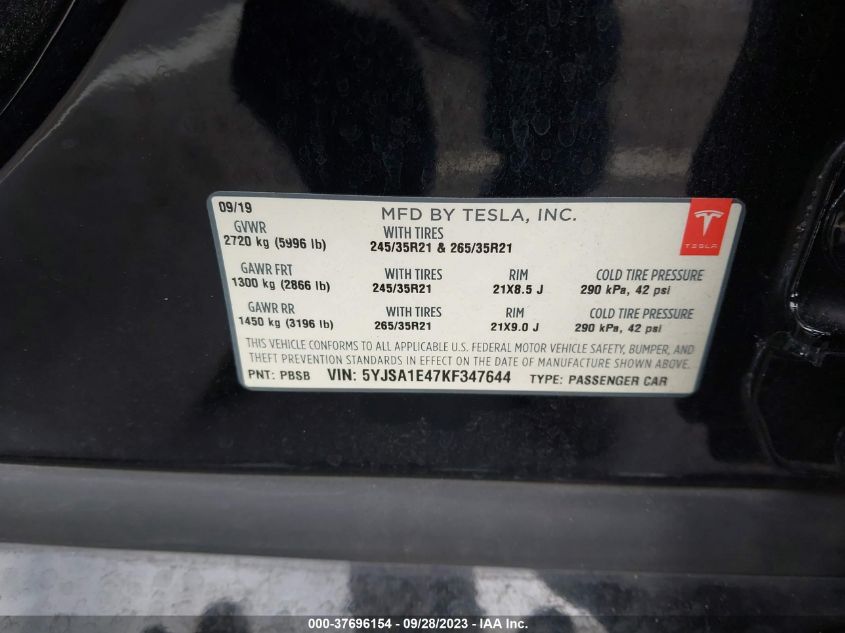 09/19 MFD BY TESLA, INC.
GVWR WITH TIRES
2720 kg (5996 lb) 245/35R21 & 265/35R21
TESLA
GAWR FRT WITH TIRES RIM COLD TIRE PRESSURE
1300 kg (2866 lb) 245/35R21 21X8.5 J 290 kPa, 42 psi
GAWR RR WITH TIRES RIM COLD TIRE PRESSURE
1450 kg (3196 lb) 265/35R21 21X9.0 J 290 kPa, 42 psi
THIS VEHICLE CONFORMS TO ALL APPLICABLE U.S. FEDERAL MOTOR VEHICLE SAFETY, BUMPER, AND
THEFT PREVENTION STANDARDS IN EFFECT ON THE DATE OF MANUFACTURE SHOWN ABOVE.
PNT: PBSB VIN: 5YJSA1E47KF347644 TYPE: PASSENGER CAR
000-37696154 - 09/28/2023 - IAA Inc.